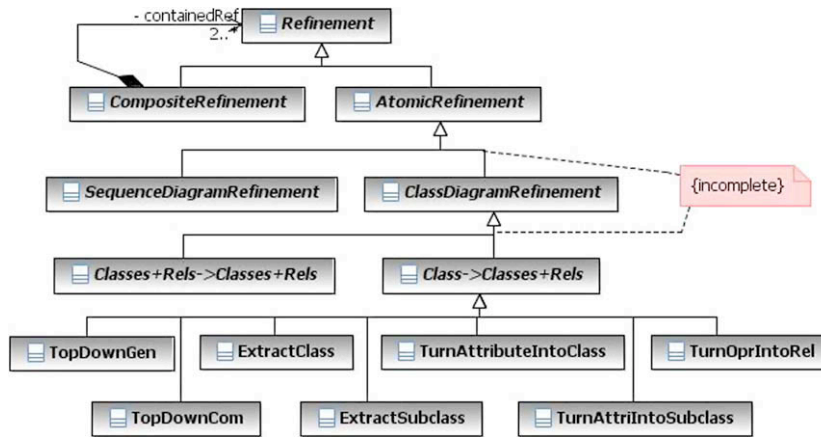 - containedRef
Refinement
2..*
CompositeRefinement
AtomicRefinement
SequenceDiagramRefinement
ClassDiagramRefinement
{incomplete}
Classes+Rels->Classes+Rels
Class->Classes+Rels
TopDownGen
ExtractClass
TurnAttributeIntoClass
TurnOprIntoRel
TopDownCom
ExtractSubclass
TurnAttriIntoSubclass